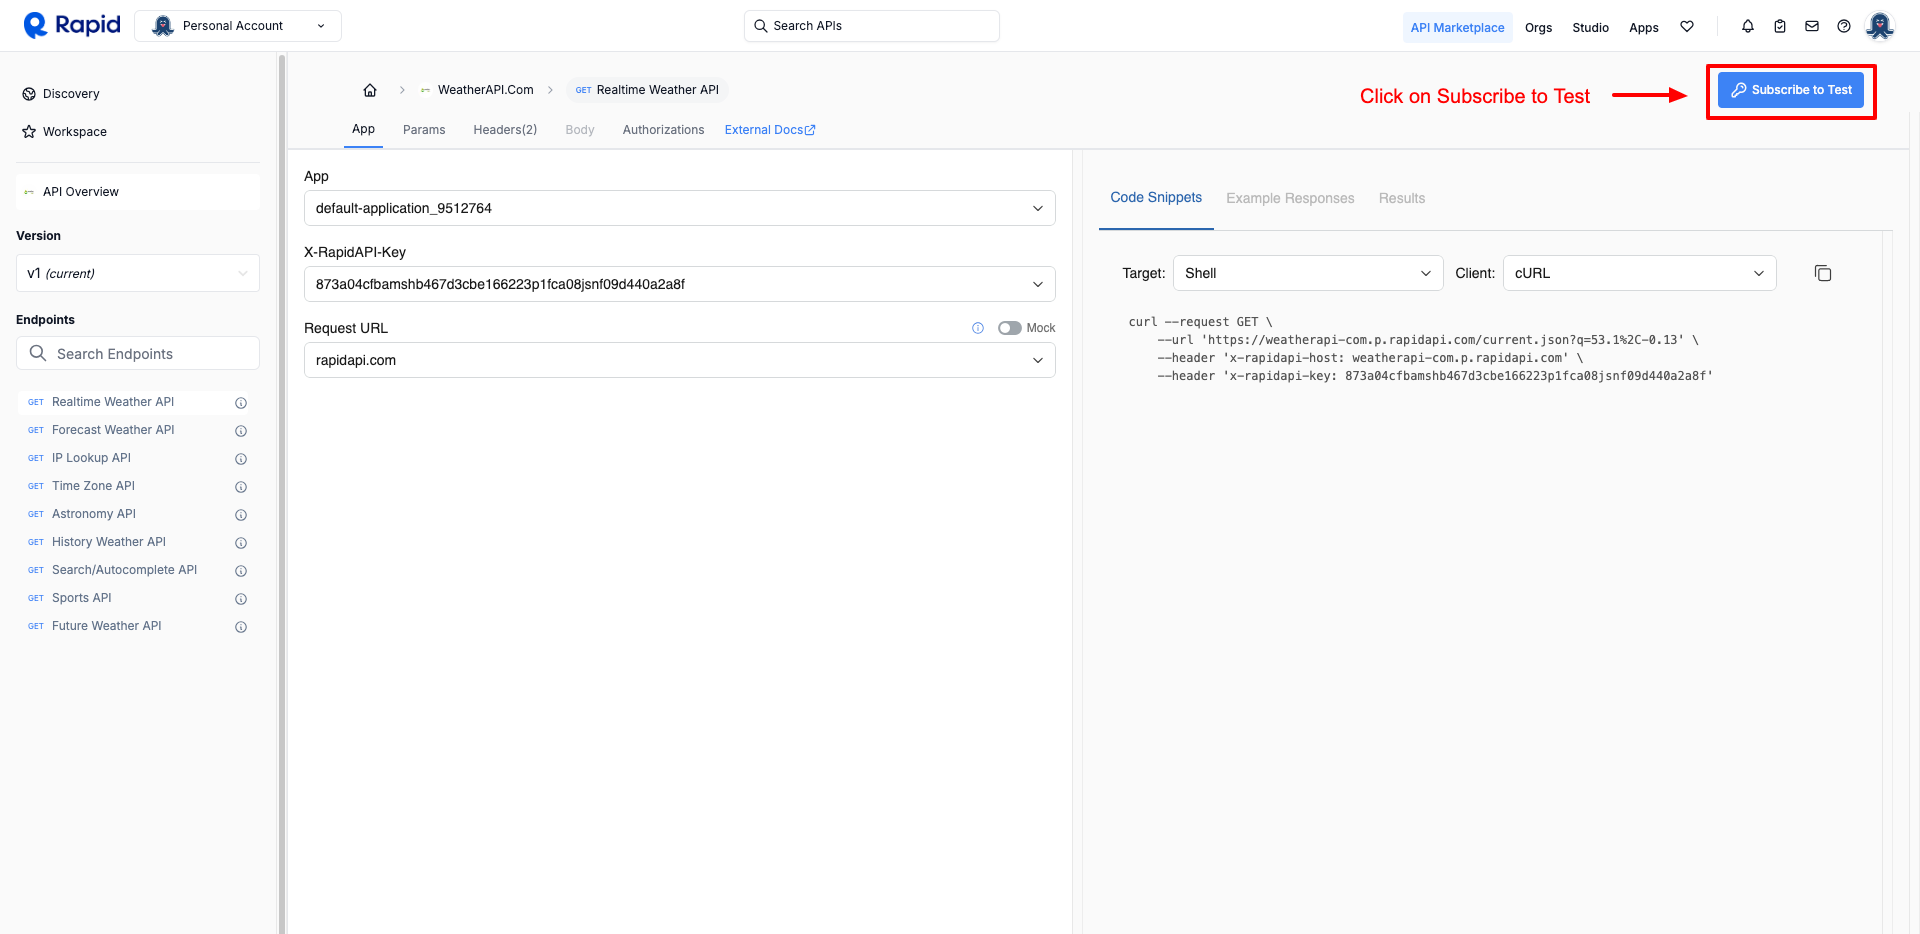 Rapid
Personal Account
Search APIs
API Marketplace
Orgs
Studio
Apps
Discovery
Workspace
API Overview
Version
v1 (current)
Endpoints
Search Endpoints
GET Realtime Weather API
GET Forecast Weather API
GET IP Lookup API
GET Time Zone API
GET Astronomy API
GET History Weather API
GET Search/Autocomplete API
GET Sports API
GET Future Weather API
WeatherAPI.Com
GET Realtime Weather API
Click on Subscribe to Test
Subscribe to Test
App
Params
Headers(2)
Body
Authorizations
External Docs
App
default-application_9512764
X-RapidAPI-Key
873a04cfbamshb467d3cbe166223p1fca08jsnf09d440a2a8f
Request URL
Mock
rapidapi.com
Code Snippets
Example Responses
Results
Target: Shell
Client: cURL
curl --request GET \
--url 'https://weatherapi-com.p.rapidapi.com/current.json?q=53.1%2C-0.13' \
--header 'x-rapidapi-host: weatherapi-com.p.rapidapi.com' \
--header 'x-rapidapi-key: 873a04cfbamshb467d3cbe166223p1fca08jsnf09d440a2a8f'